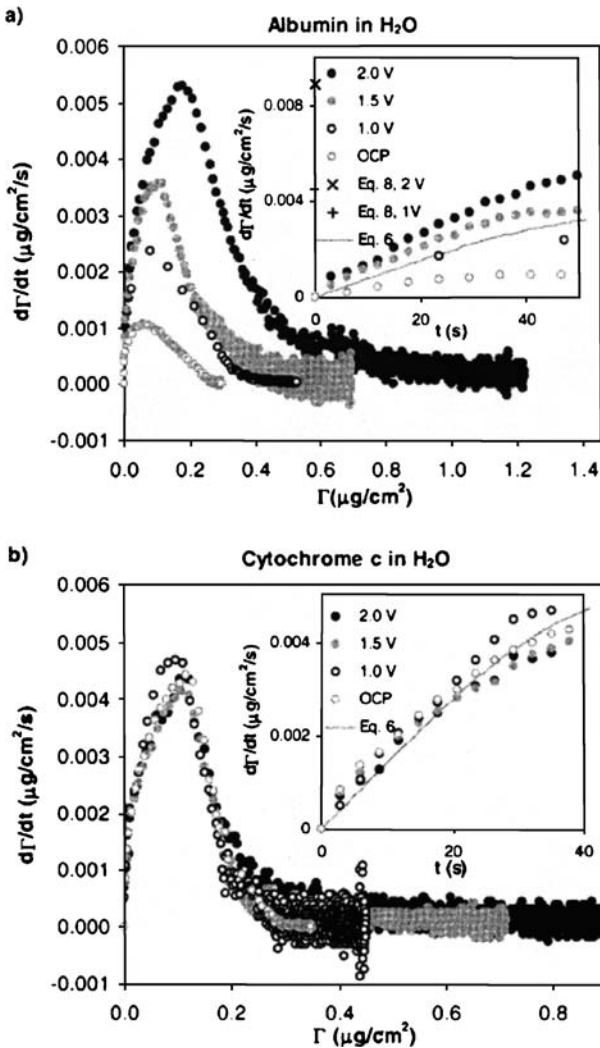 a)
Albumin in H₂O
0.006
0.005
0.004
0.003
0.002
0.001
0.000
-0.001
dΓ/dt (µg/cm²/s)
0.0 0.2 0.4 0.6 0.8 1.0 1.2 1.4
Γ(µg/cm²)
0.008
0.004
0.000
dΓ/dt (µg/cm²/s)
2.0 V
1.5 V
1.0 V
OCP
Eq. 8, 2 V
Eq. 8, 1V
Eq. 6
0 20 40
t (s)
b)
Cytochrome c in H₂O
0.006
0.005
0.004
0.003
0.002
0.001
0.000
-0.001
dΓ/dt (µg/cm²/s)
0.0 0.2 0.4 0.6 0.8
Γ (µg/cm²)
0.004
0.002
0
dΓ/dt (µg/cm²/s)
2.0 V
1.5 V
1.0 V
OCP
Eq. 6
0 20 40
t (s)